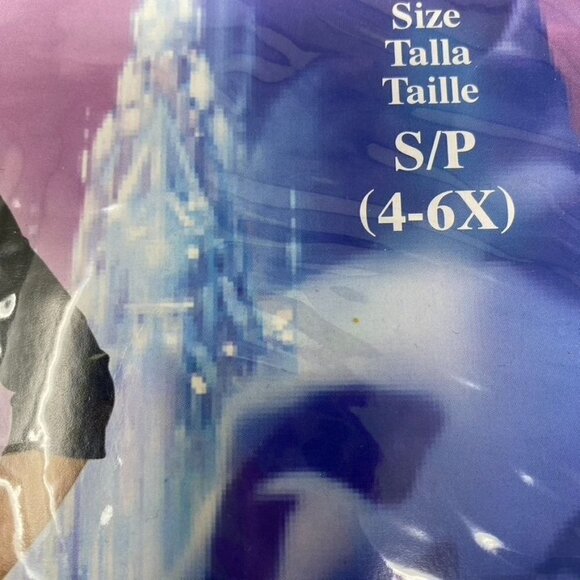 Size
Talla
Taille
S/P
(4-6X)